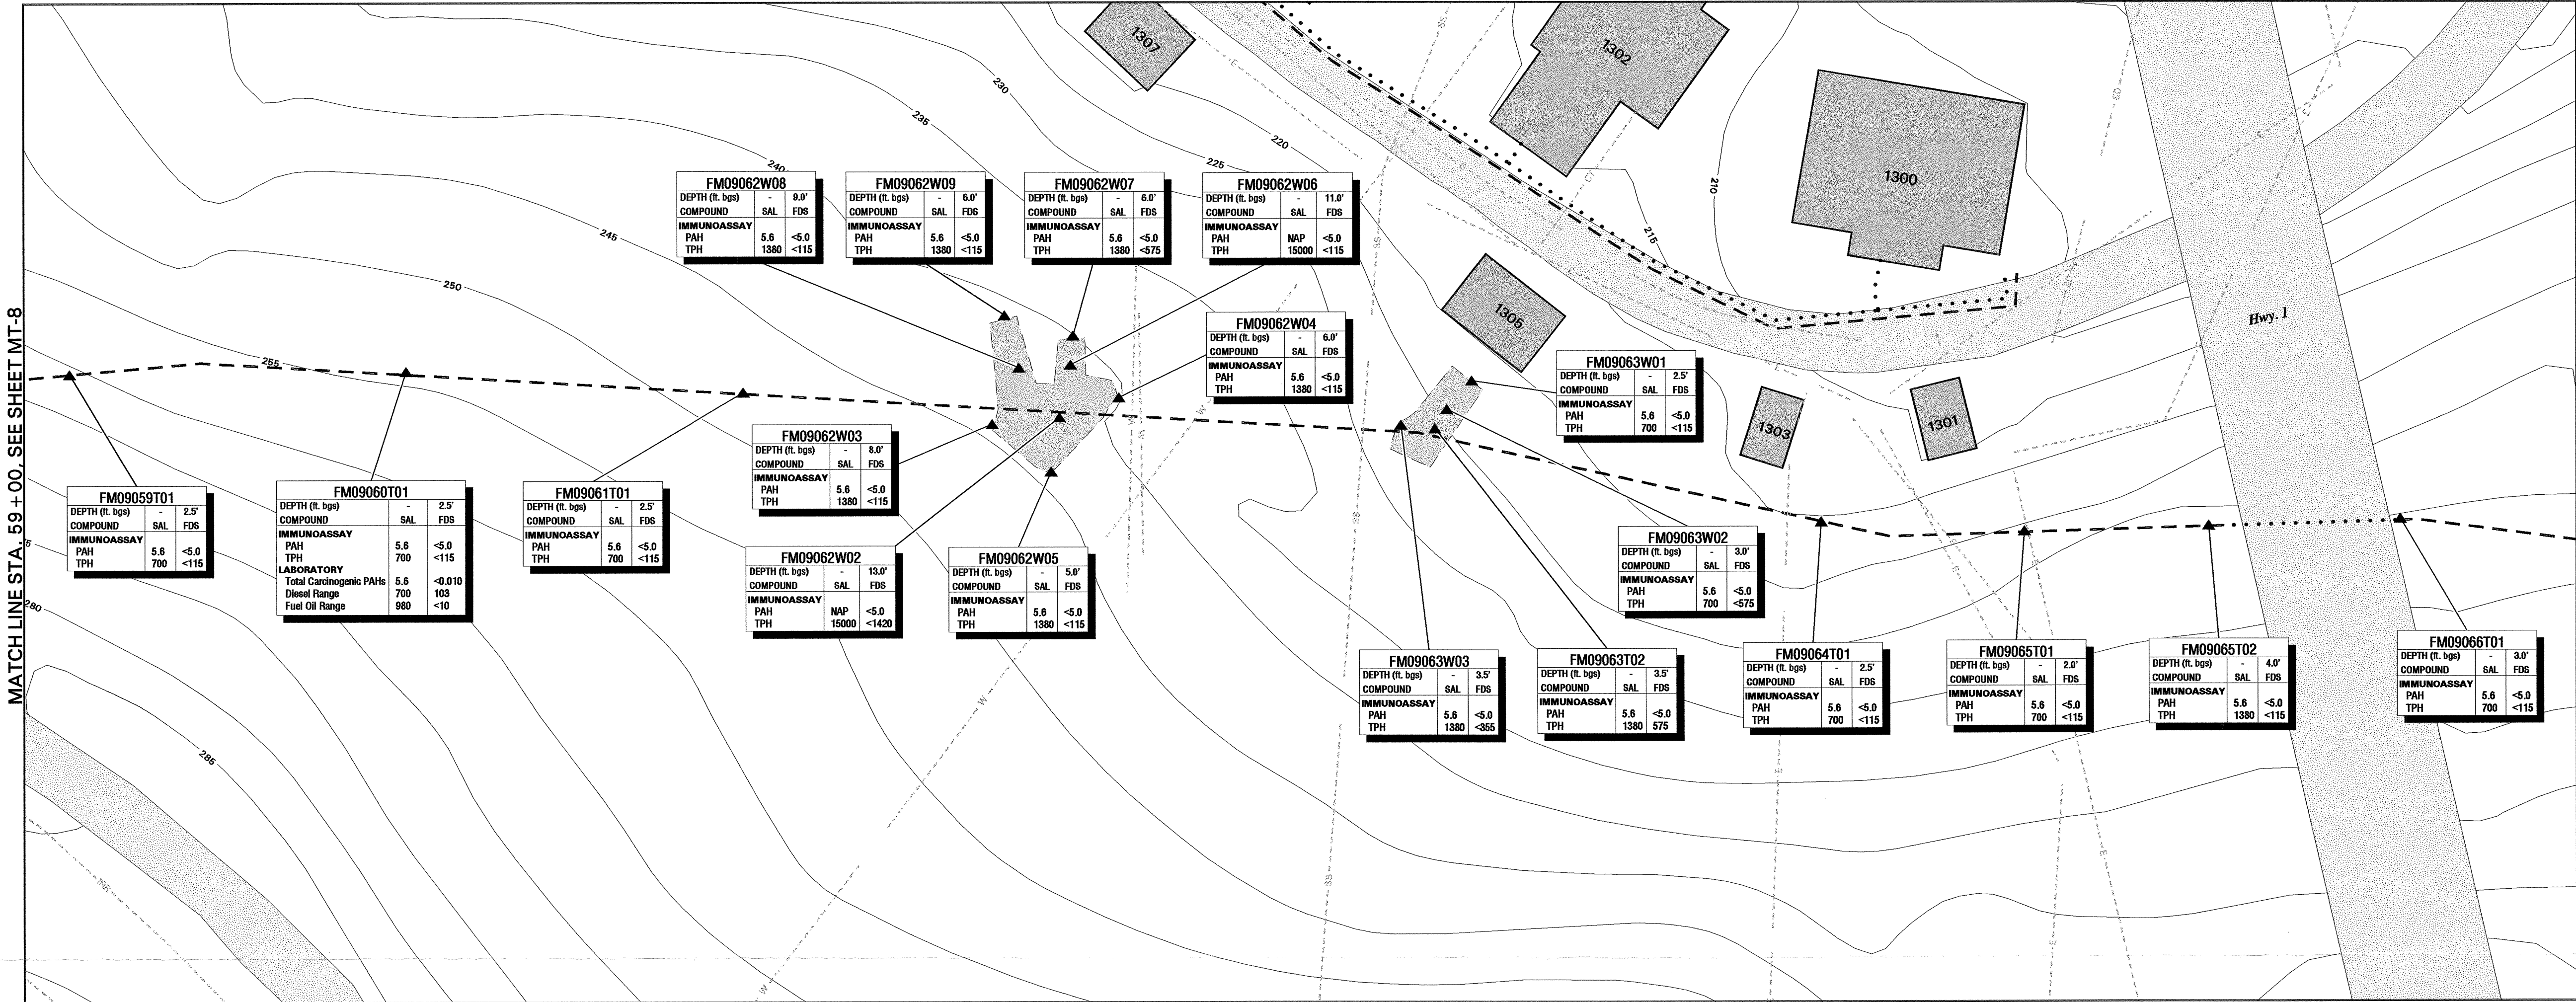 MATCH LINE STA. 59+00, SEE SHEET MT-8
1307
1302
1300
1305
1303
1301
Hwy. 1
230
235
240
220
225
245
250
255
210
215
280
285
FM09062W08
DEPTH (ft. bgs) - 9.0'
COMPOUND SAL FDS
IMMUNOASSAY
PAH 5.6 <5.0
TPH 1380 <115
FM09062W09
DEPTH (ft. bgs) - 6.0'
COMPOUND SAL FDS
IMMUNOASSAY
PAH 5.6 <5.0
TPH 1380 <115
FM09062W07
DEPTH (ft. bgs) - 6.0'
COMPOUND SAL FDS
IMMUNOASSAY
PAH 5.6 <5.0
TPH 1380 <575
FM09062W06
DEPTH (ft. bgs) - 11.0'
COMPOUND SAL FDS
IMMUNOASSAY
PAH NAP <5.0
TPH 15000 <115
FM09062W04
DEPTH (ft. bgs) - 6.0'
COMPOUND SAL FDS
IMMUNOASSAY
PAH 5.6 <5.0
TPH 1380 <115
FM09063W01
DEPTH (ft. bgs) - 2.5'
COMPOUND SAL FDS
IMMUNOASSAY
PAH 5.6 <5.0
TPH 700 <115
FM09062W03
DEPTH (ft. bgs) - 8.0'
COMPOUND SAL FDS
IMMUNOASSAY
PAH 5.6 <5.0
TPH 1380 <115
FM09059T01
DEPTH (ft. bgs) - 2.5'
COMPOUND SAL FDS
IMMUNOASSAY
PAH 5.6 <5.0
TPH 700 <115
FM09060T01
DEPTH (ft. bgs) - 2.5'
COMPOUND SAL FDS
IMMUNOASSAY
PAH 5.6 <5.0
TPH 700 <115
LABORATORY
Total Carcinogenic PAHs 5.6 <0.010
Diesel Range 700 103
Fuel Oil Range 980 <10
FM09061T01
DEPTH (ft. bgs) - 2.5'
COMPOUND SAL FDS
IMMUNOASSAY
PAH 5.6 <5.0
TPH 700 <115
FM09062W02
DEPTH (ft. bgs) - 13.0'
COMPOUND SAL FDS
IMMUNOASSAY
PAH NAP <5.0
TPH 15000 <1420
FM09062W05
DEPTH (ft. bgs) - 5.0'
COMPOUND SAL FDS
IMMUNOASSAY
PAH 5.6 <5.0
TPH 1380 <115
FM09063W02
DEPTH (ft. bgs) - 3.0'
COMPOUND SAL FDS
IMMUNOASSAY
PAH 5.6 <5.0
TPH 700 <575
FM09063W03
DEPTH (ft. bgs) - 3.5'
COMPOUND SAL FDS
IMMUNOASSAY
PAH 5.6 <5.0
TPH 1380 <355
FM09063T02
DEPTH (ft. bgs) - 3.5'
COMPOUND SAL FDS
IMMUNOASSAY
PAH 5.6 <5.0
TPH 1380 575
FM09064T01
DEPTH (ft. bgs) - 2.5'
COMPOUND SAL FDS
IMMUNOASSAY
PAH 5.6 <5.0
TPH 700 <115
FM09065T01
DEPTH (ft. bgs) - 2.0'
COMPOUND SAL FDS
IMMUNOASSAY
PAH 5.6 <5.0
TPH 700 <115
FM09065T02
DEPTH (ft. bgs) - 4.0'
COMPOUND SAL FDS
IMMUNOASSAY
PAH 5.6 <5.0
TPH 1380 <115
FM09066T01
DEPTH (ft. bgs) - 3.0'
COMPOUND SAL FDS
IMMUNOASSAY
PAH 5.6 <5.0
TPH 700 <115
SS
SS
SS
SS
W
W
W
W
W
E
E
E
IRR